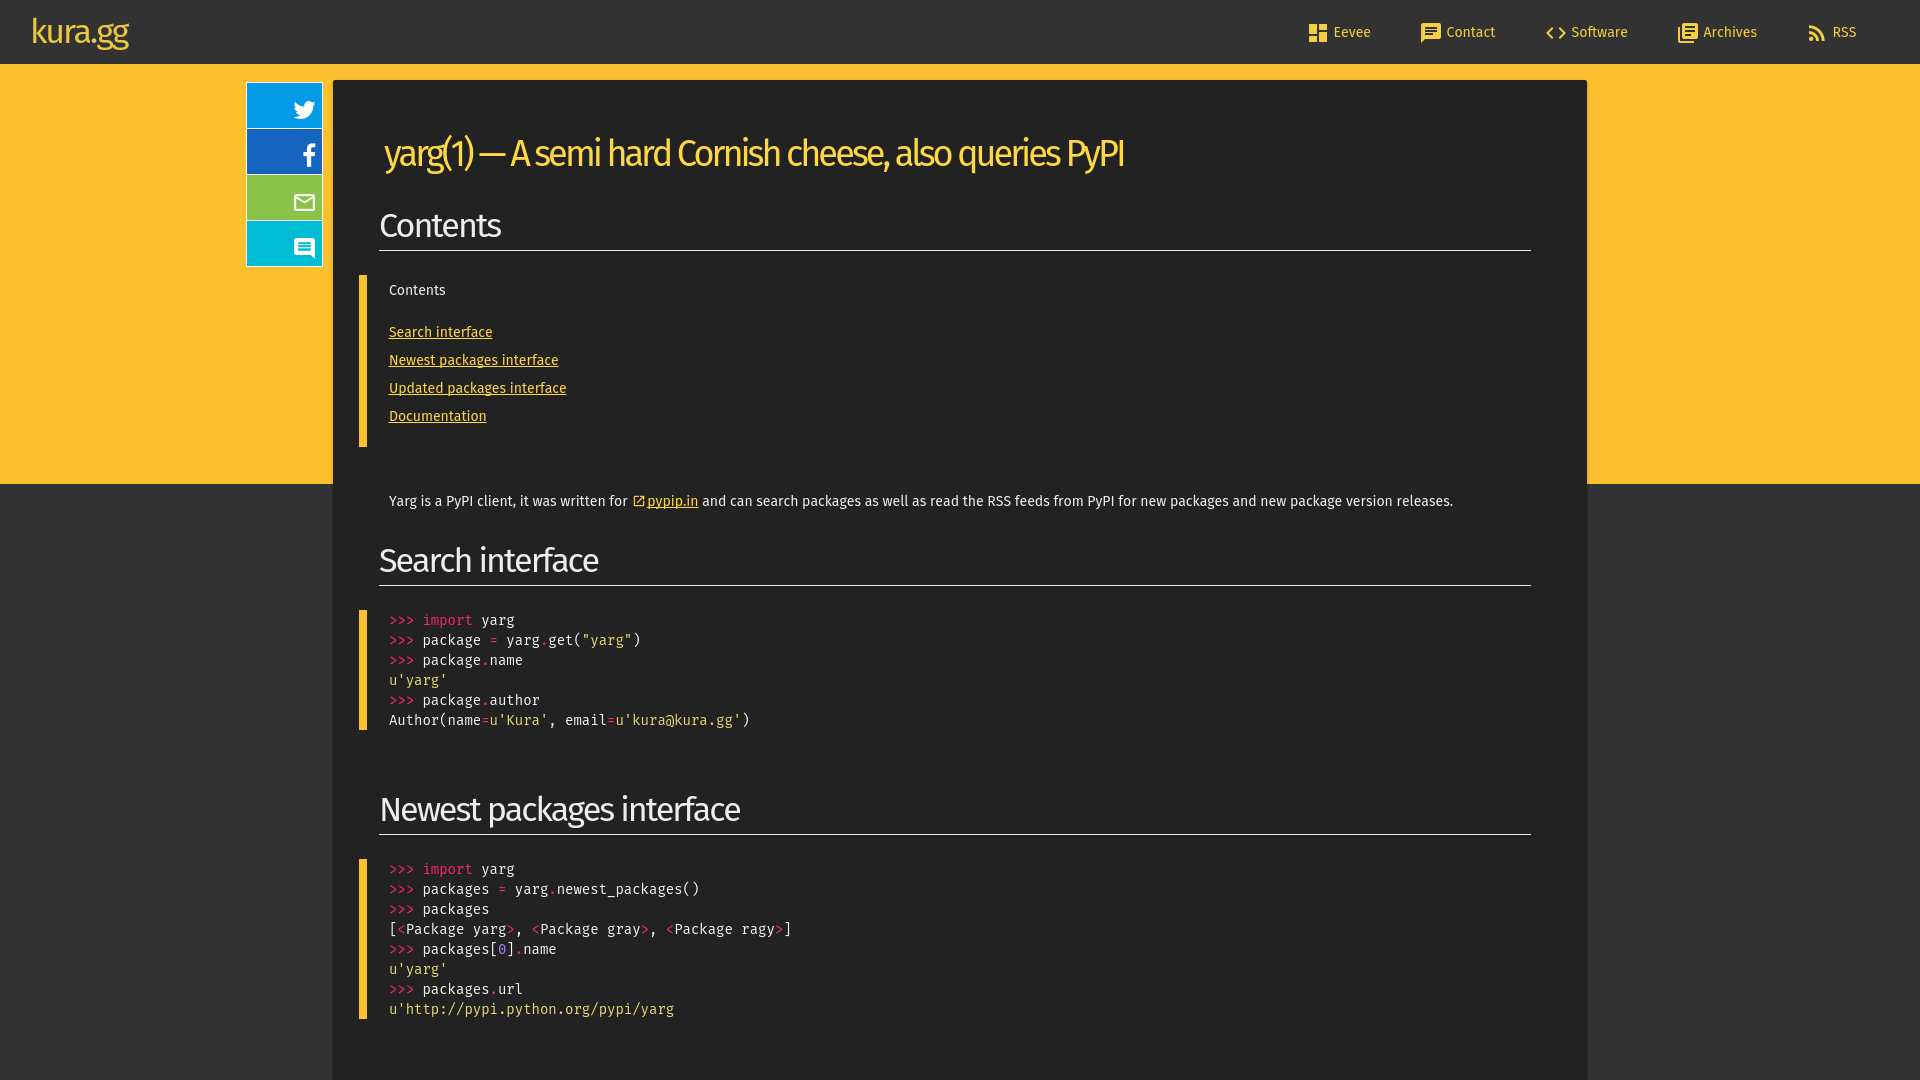 kura.gg
Eevee
Contact
Software
Archives
RSS
yarg(1) — A semi hard Cornish cheese, also queries PyPI
Contents
Contents
Search interface
Newest packages interface
Updated packages interface
Documentation
Yarg is a PyPI client, it was written for pypip.in and can search packages as well as read the RSS feeds from PyPI for new packages and new package version releases.
Search interface
>>> import yarg
>>> package = yarg.get("yarg")
>>> package.name
u'yarg'
>>> package.author
Author(name=u'Kura', email=u'kura@kura.gg')
Newest packages interface
>>> import yarg
>>> packages = yarg.newest_packages()
>>> packages
[<Package yarg>, <Package gray>, <Package ragy>]
>>> packages[0].name
u'yarg'
>>> packages.url
u'http://pypi.python.org/pypi/yarg